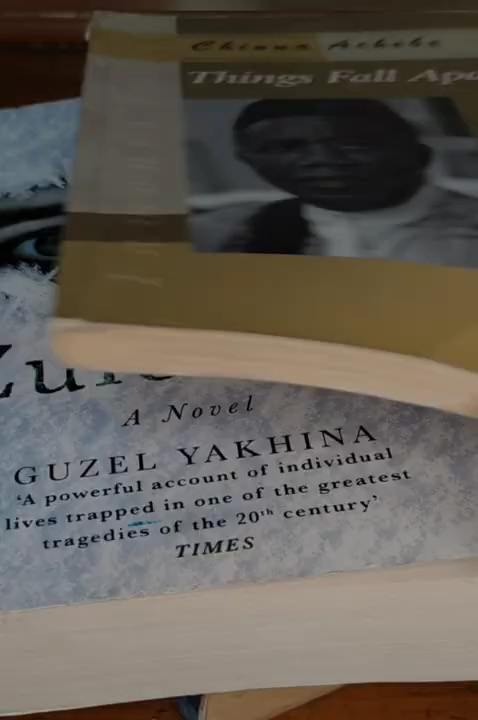 Chinua Achebe
Things Fall Apa
Zule
A Novel
GUZEL YAKHINA
‘A powerful account of individual
lives trapped in one of the greatest
tragedies of the 20th century’
TIMES